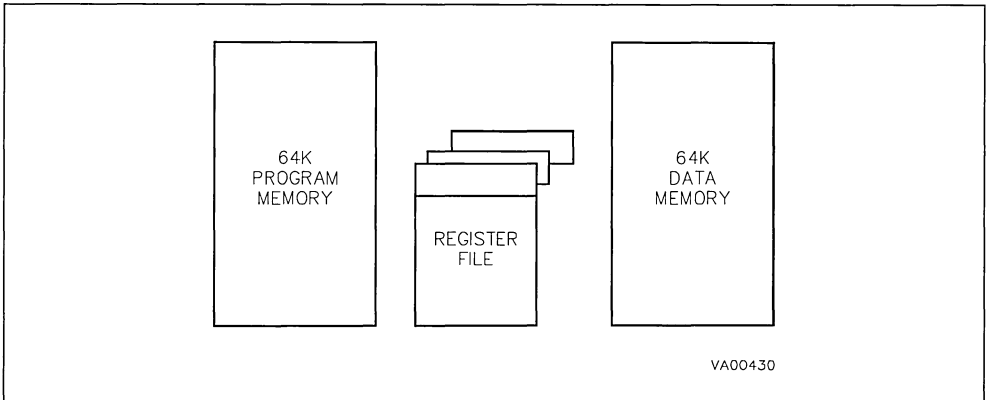 64K
PROGRAM
MEMORY
REGISTER
FILE
64K
DATA
MEMORY
VA00430